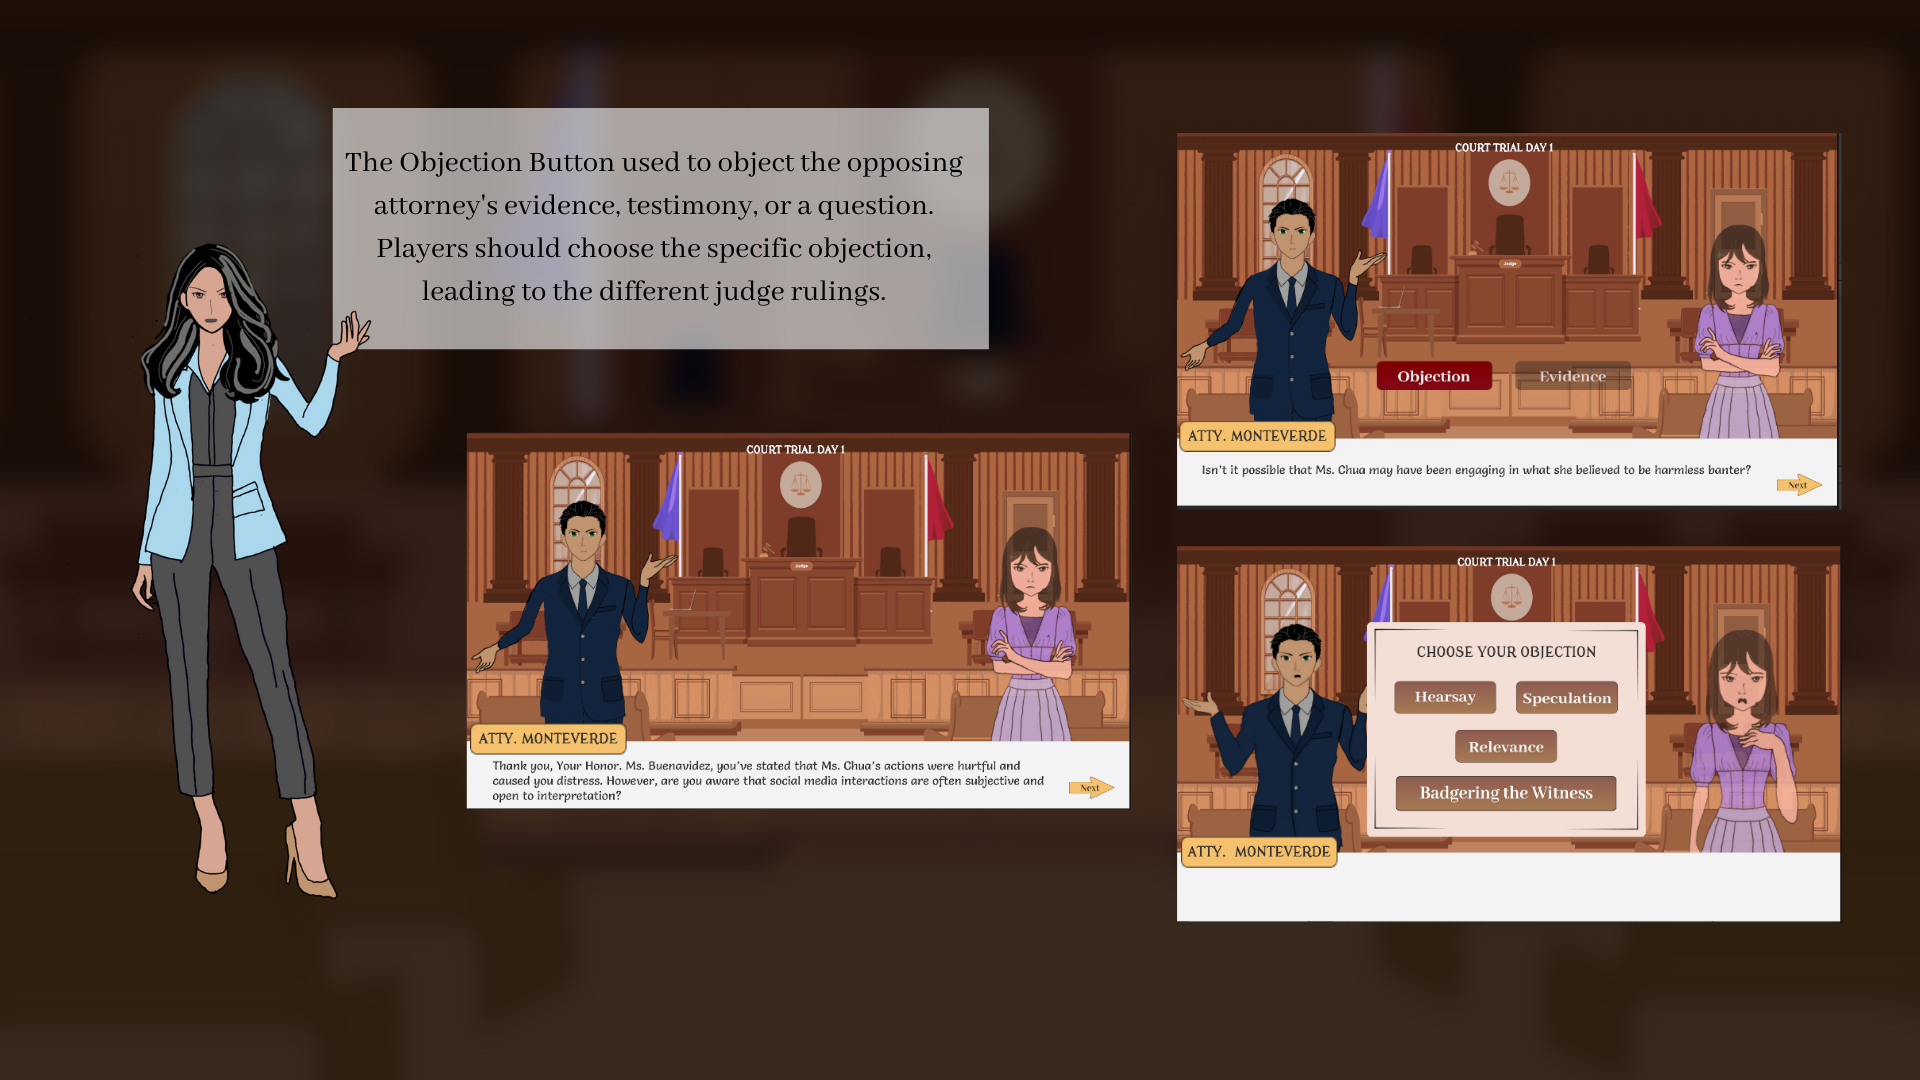 The Objection Button used to object the opposing
attorney's evidence, testimony, or a question.
Players should choose the specific objection,
leading to the different judge rulings.
COURT TRIAL DAY 1
Judge
ATTY. MONTEVERDE
Thank you, Your Honor. Ms. Buenavidez, you've stated that Ms. Chua's actions were hurtful and
caused you distress. However, are you aware that social media interactions are often subjective and
open to interpretation?
Next
COURT TRIAL DAY 1
Judge
Objection
Evidence
ATTY. MONTEVERDE
Isn't it possible that Ms. Chua may have been engaging in what she believed to be harmless banter?
Next
COURT TRIAL DAY 1
CHOOSE YOUR OBJECTION
Hearsay
Speculation
Relevance
Badgering the Witness
ATTY. MONTEVERDE